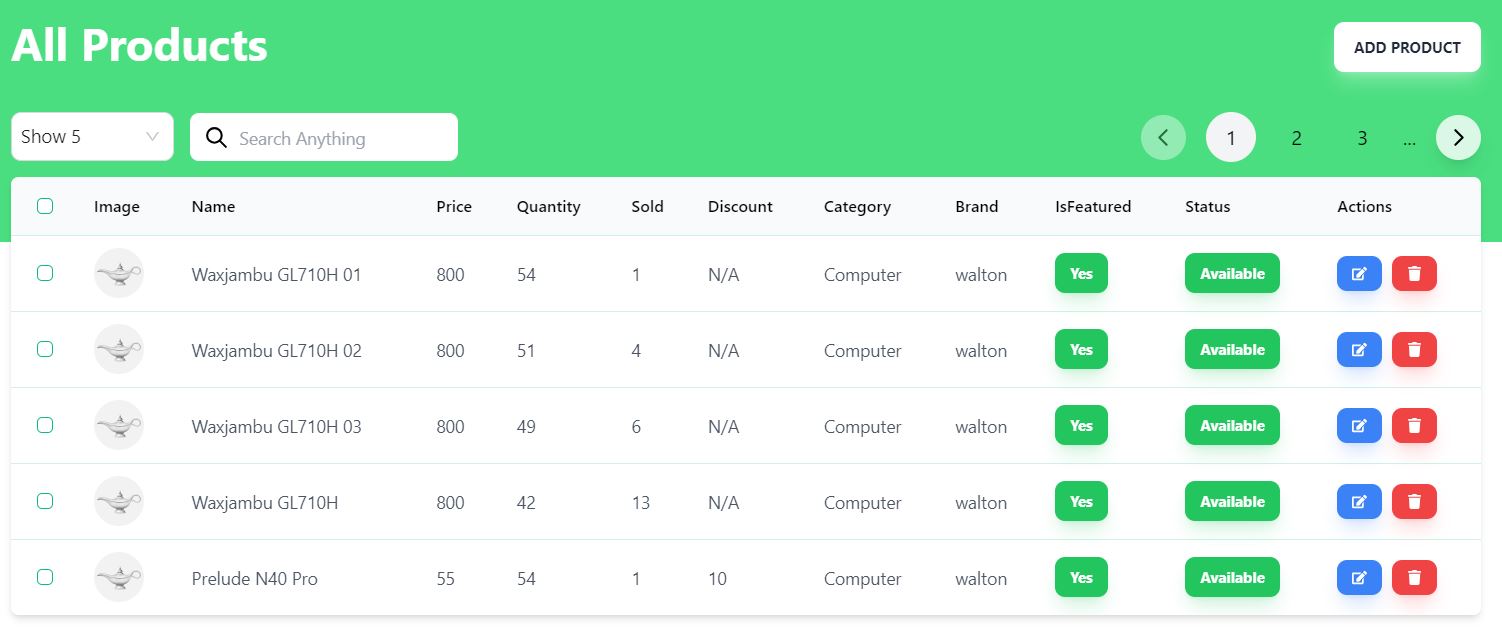 All Products
ADD PRODUCT
Show 5
Search Anything
1 2 3 ...
Image Name Price Quantity Sold Discount Category Brand IsFeatured Status Actions
Waxjambu GL710H 01 800 54 1 N/A Computer walton Yes Available
Waxjambu GL710H 02 800 51 4 N/A Computer walton Yes Available
Waxjambu GL710H 03 800 49 6 N/A Computer walton Yes Available
Waxjambu GL710H 800 42 13 N/A Computer walton Yes Available
Prelude N40 Pro 55 54 1 10 Computer walton Yes Available